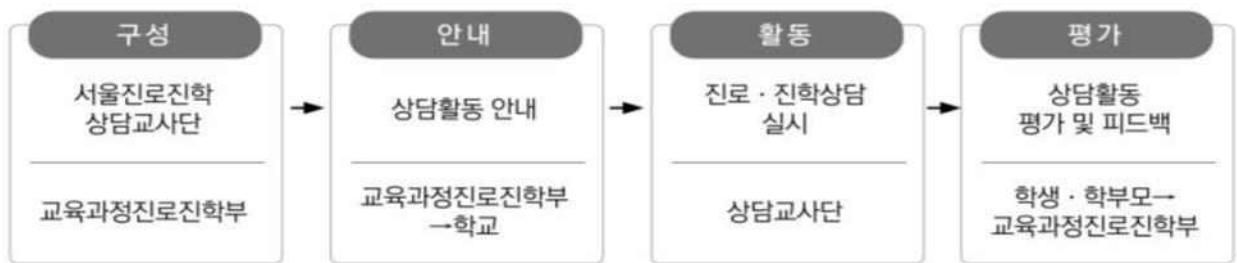 구성
서울진로진학
상담교사단
교육과정진로진학부
안내
상담활동 안내
교육과정진로진학부
→학교
활동
진로 · 진학상담
실시
상담교사단
평가
상담활동
평가 및 피드백
학생 · 학부모→
교육과정진로진학부